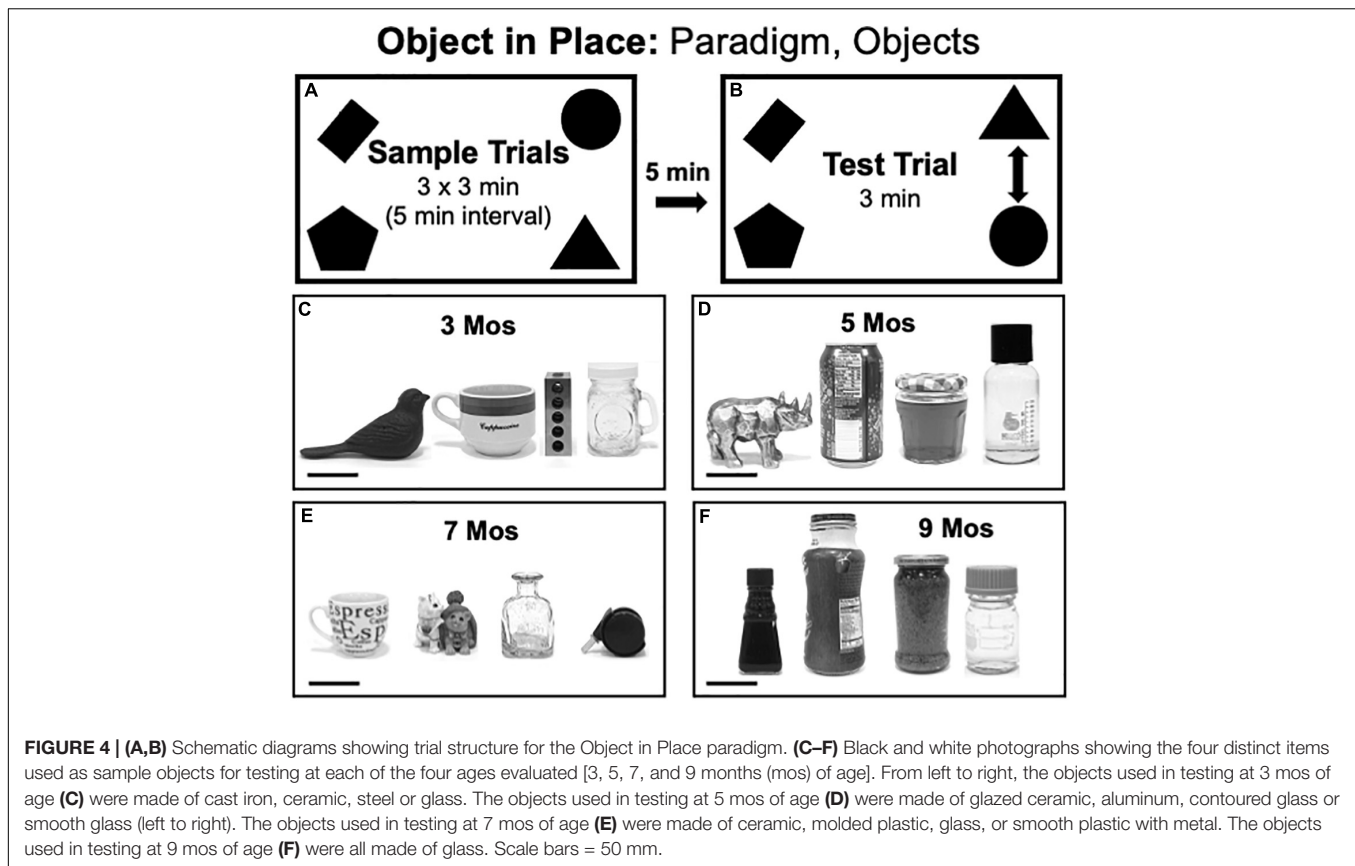 Object in Place: Paradigm, Objects
A
Sample Trials
3 x 3 min
(5 min interval)
5 min
B
Test Trial
3 min
C
3 Mos
D
5 Mos
E
7 Mos
Espress
Esp
F
9 Mos
FIGURE 4 | (A,B) Schematic diagrams showing trial structure for the Object in Place paradigm. (C–F) Black and white photographs showing the four distinct items
used as sample objects for testing at each of the four ages evaluated [3, 5, 7, and 9 months (mos) of age]. From left to right, the objects used in testing at 3 mos of
age (C) were made of cast iron, ceramic, steel or glass. The objects used in testing at 5 mos of age (D) were made of glazed ceramic, aluminum, contoured glass or
smooth glass (left to right). The objects used in testing at 7 mos of age (E) were made of ceramic, molded plastic, glass, or smooth plastic with metal. The objects
used in testing at 9 mos of age (F) were all made of glass. Scale bars = 50 mm.